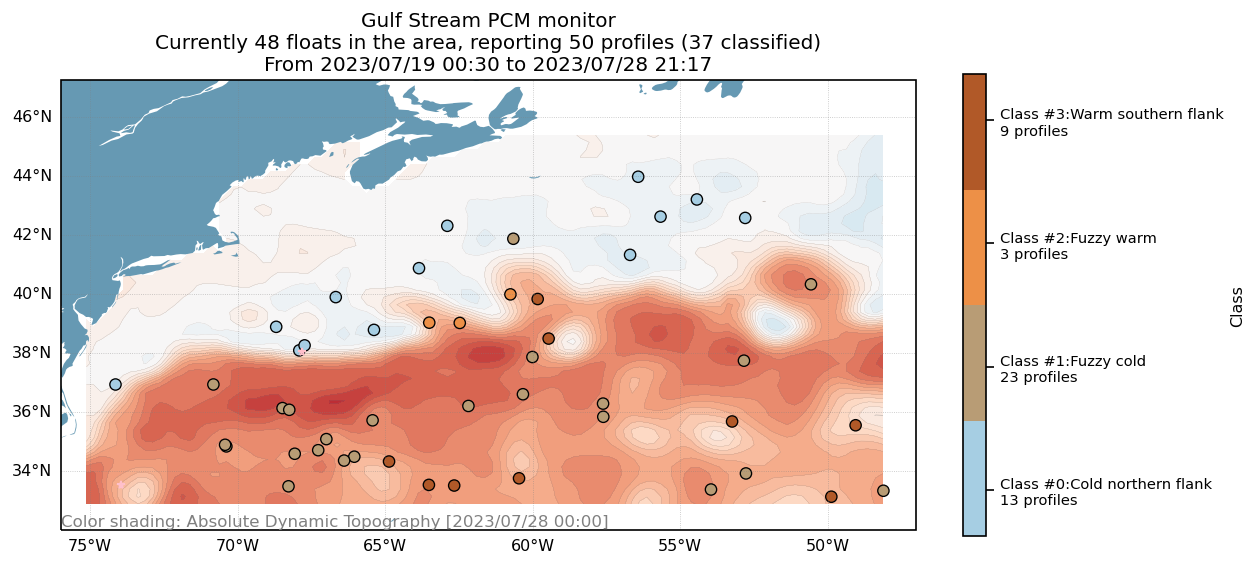 Gulf Stream PCM monitor
Currently 48 floats in the area, reporting 50 profiles (37 classified)
From 2023/07/19 00:30 to 2023/07/28 21:17
46°N
44°N
42°N
40°N
38°N
36°N
34°N
Color shading: Absolute Dynamic Topography [2023/07/28 00:00]
75°W
70°W
65°W
60°W
55°W
50°W
Class #3:Warm southern flank
9 profiles
Class #2:Fuzzy warm
3 profiles
Class #1:Fuzzy cold
23 profiles
Class #0:Cold northern flank
13 profiles
Class